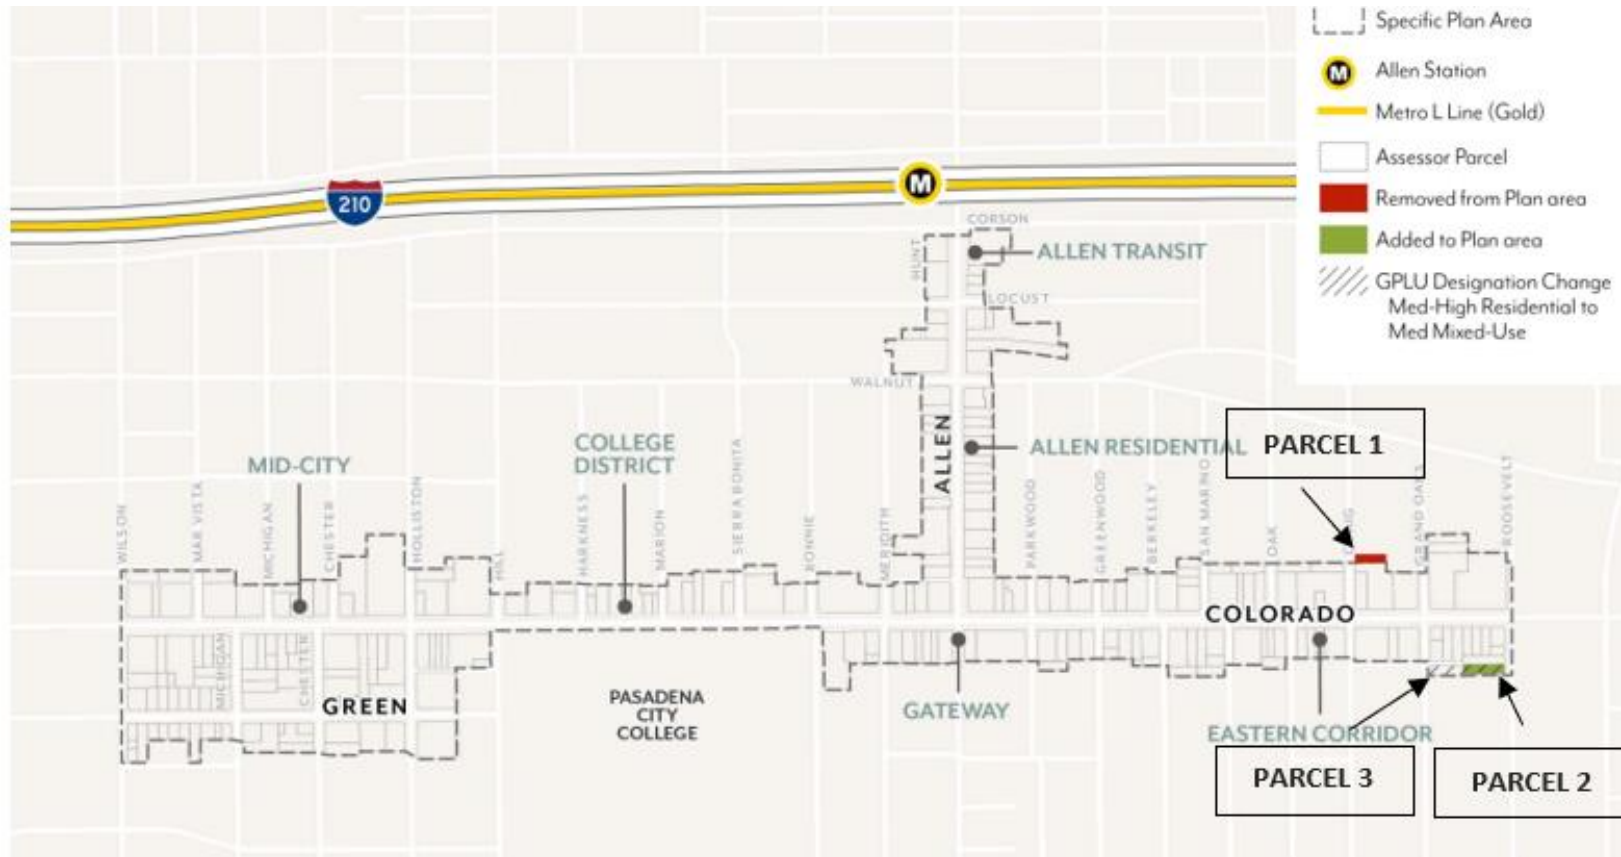 Specific Plan Area
M
Allen Station
Metro L Line (Gold)
Assessor Parcel
Removed from Plan area
Added to Plan area
GPLU Designation Change
Med-High Residential to
Med Mixed-Use
M
210
CORSON
HUNT
ALLEN TRANSIT
LOCUST
WALNUT
ALLEN
ALLEN RESIDENTIAL
PARCEL 1
MID-CITY
COLLEGE
DISTRICT
WILSON
MAR VISTA
MICHIGAN
CHESTER
HOLLISTON
HILL
HARKNESS
MARION
SIERRA BONITA
BONNIE
MERIDITH
PARKWOOD
GREENWOOD
BERKELEY
SAN MARINO
OAK
GRAND OAKS
ROOSEVELT
COLORADO
MICHIGAN
CHESTER
GREEN
PASADENA
CITY
COLLEGE
GATEWAY
EASTERN CORRIDOR
PARCEL 3
PARCEL 2